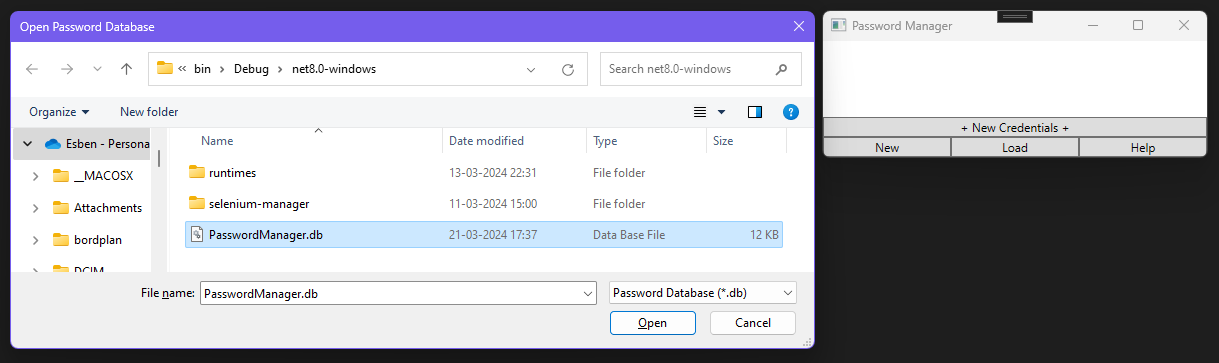 Open Password Database
bin > Debug > net8.0-windows
Search net8.0-windows
Organize
New folder
Esben - Persona
__MACOSX
Attachments
bordplan
DCIM
Name Date modified Type Size
runtimes 13-03-2024 22:31 File folder
selenium-manager 11-03-2024 15:00 File folder
PasswordManager.db 21-03-2024 17:37 Data Base File 12 KB
File name: PasswordManager.db Password Database (*.db)
Open Cancel
Password Manager
+ New Credentials +
New Load Help